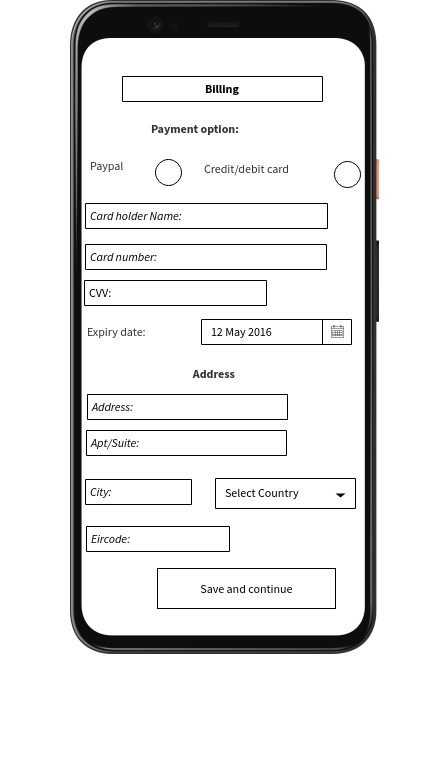 Billing
Payment option:
Paypal Credit/debit card
Card holder Name:
Card number:
CVV:
Expiry date: 12 May 2016
Address
Address:
Apt/Suite:
City: Select Country
Eircode:
Save and continue